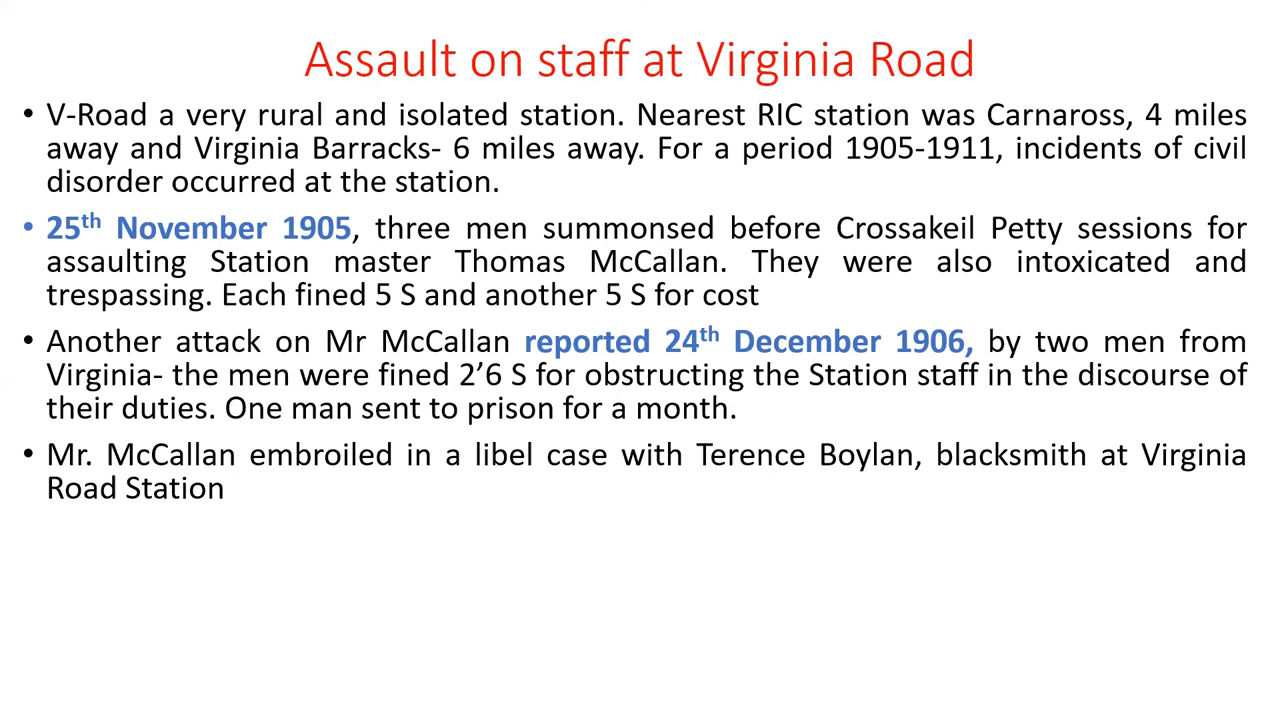 Assault on staff at Virginia Road
• V-Road a very rural and isolated station. Nearest RIC station was Carnaross, 4 miles
away and Virginia Barracks- 6 miles away. For a period 1905-1911, incidents of civil
disorder occurred at the station.
• 25th November 1905, three men summonsed before Crossakeil Petty sessions for
assaulting Station master Thomas McCallan. They were also intoxicated and
trespassing. Each fined 5 S and another 5 S for cost
• Another attack on Mr McCallan reported 24th December 1906, by two men from
Virginia- the men were fined 2’6 S for obstructing the Station staff in the discourse of
their duties. One man sent to prison for a month.
• Mr. McCallan embroiled in a libel case with Terence Boylan, blacksmith at Virginia
Road Station